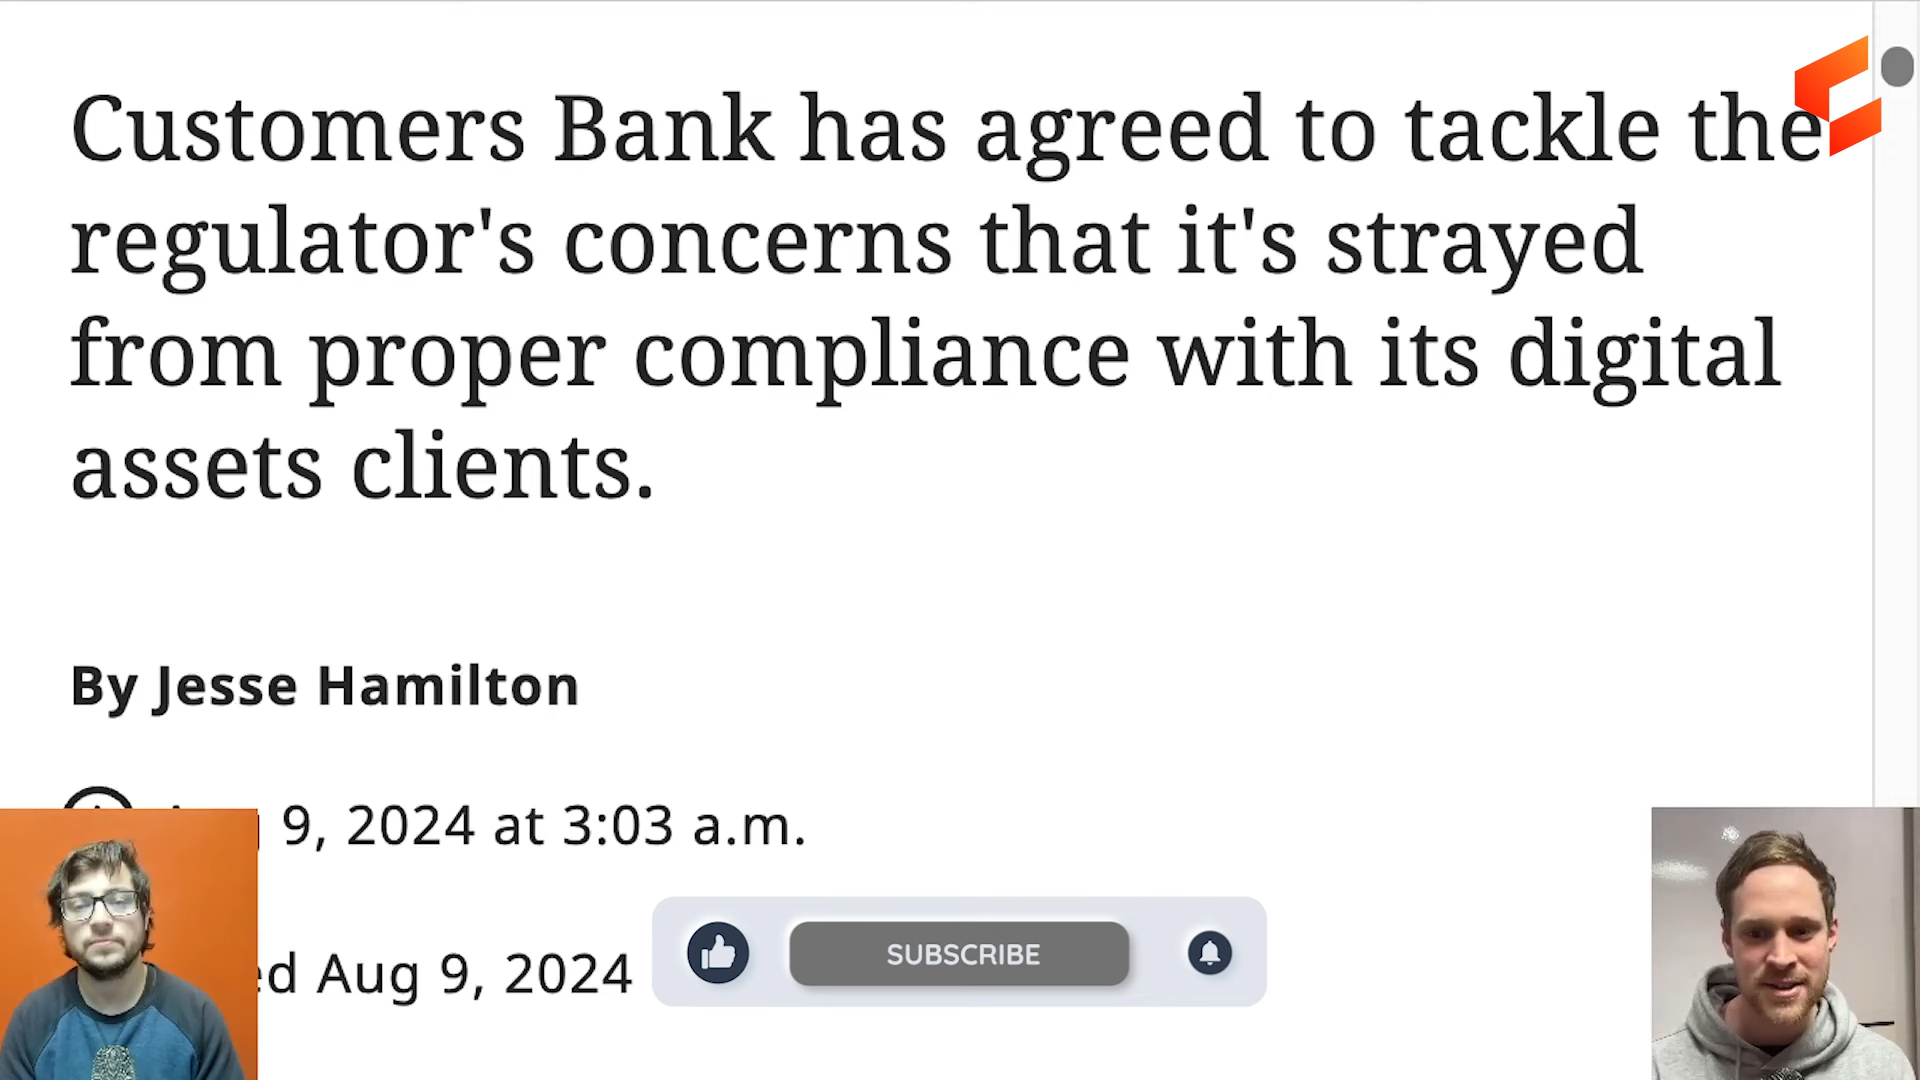 Customers Bank has agreed to tackle the
regulator's concerns that it's strayed
from proper compliance with its digital
assets clients.
By Jesse Hamilton
9, 2024 at 3:03 a.m.
Aug 9, 2024
SUBSCRIBE